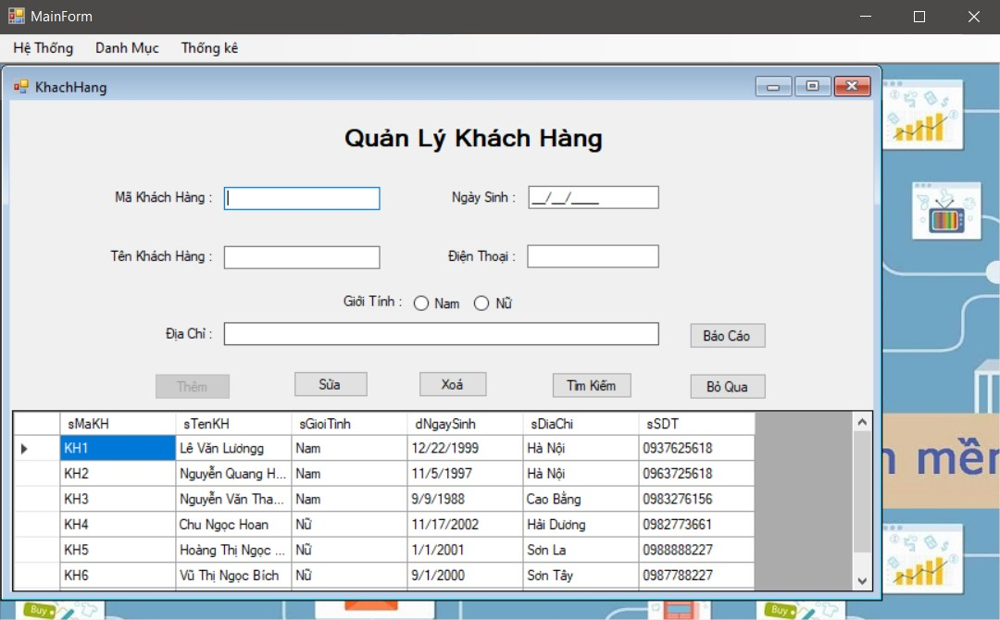 MainForm
Hệ Thống Danh Mục Thống kê
KhachHang
Quản Lý Khách Hàng
Mã Khách Hàng : Ngày Sinh : __/__/____
Tên Khách Hàng : Điện Thoại :
Giới Tính : Nam Nữ
Địa Chỉ : Báo Cáo
Thêm Sửa Xoá Tìm Kiếm Bỏ Qua
sMaKH sTenKH sGioiTinh dNgaySinh sDiaChi sSDT
KH1 Lê Văn Lươngg Nam 12/22/1999 Hà Nội 0937625618
KH2 Nguyễn Quang H... Nam 11/5/1997 Hà Nội 0963725618
KH3 Nguyễn Văn Tha... Nam 9/9/1988 Cao Bằng 0983276156
KH4 Chu Ngọc Hoan Nữ 11/17/2002 Hải Dương 0982773661
KH5 Hoàng Thị Ngọc ... Nữ 1/1/2001 Sơn La 0988888227
KH6 Vũ Thị Ngọc Bích Nữ 9/1/2000 Sơn Tây 0987788227
mền
Buy
Buy